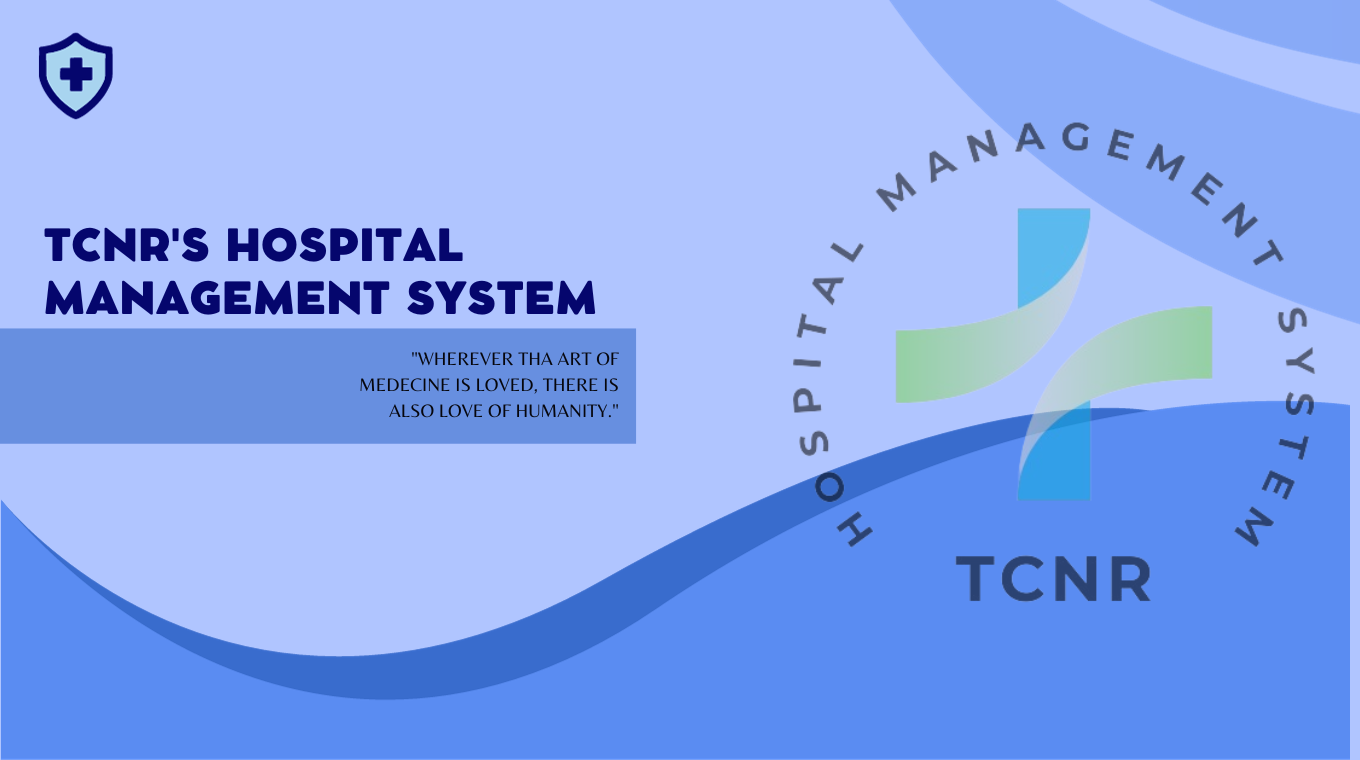 TCNR'S HOSPITAL
MANAGEMENT SYSTEM
"WHEREVER THA ART OF
MEDECINE IS LOVED, THERE IS
ALSO LOVE OF HUMANITY."
HOSPITAL MANAGEMENT SYSTEM
TCNR